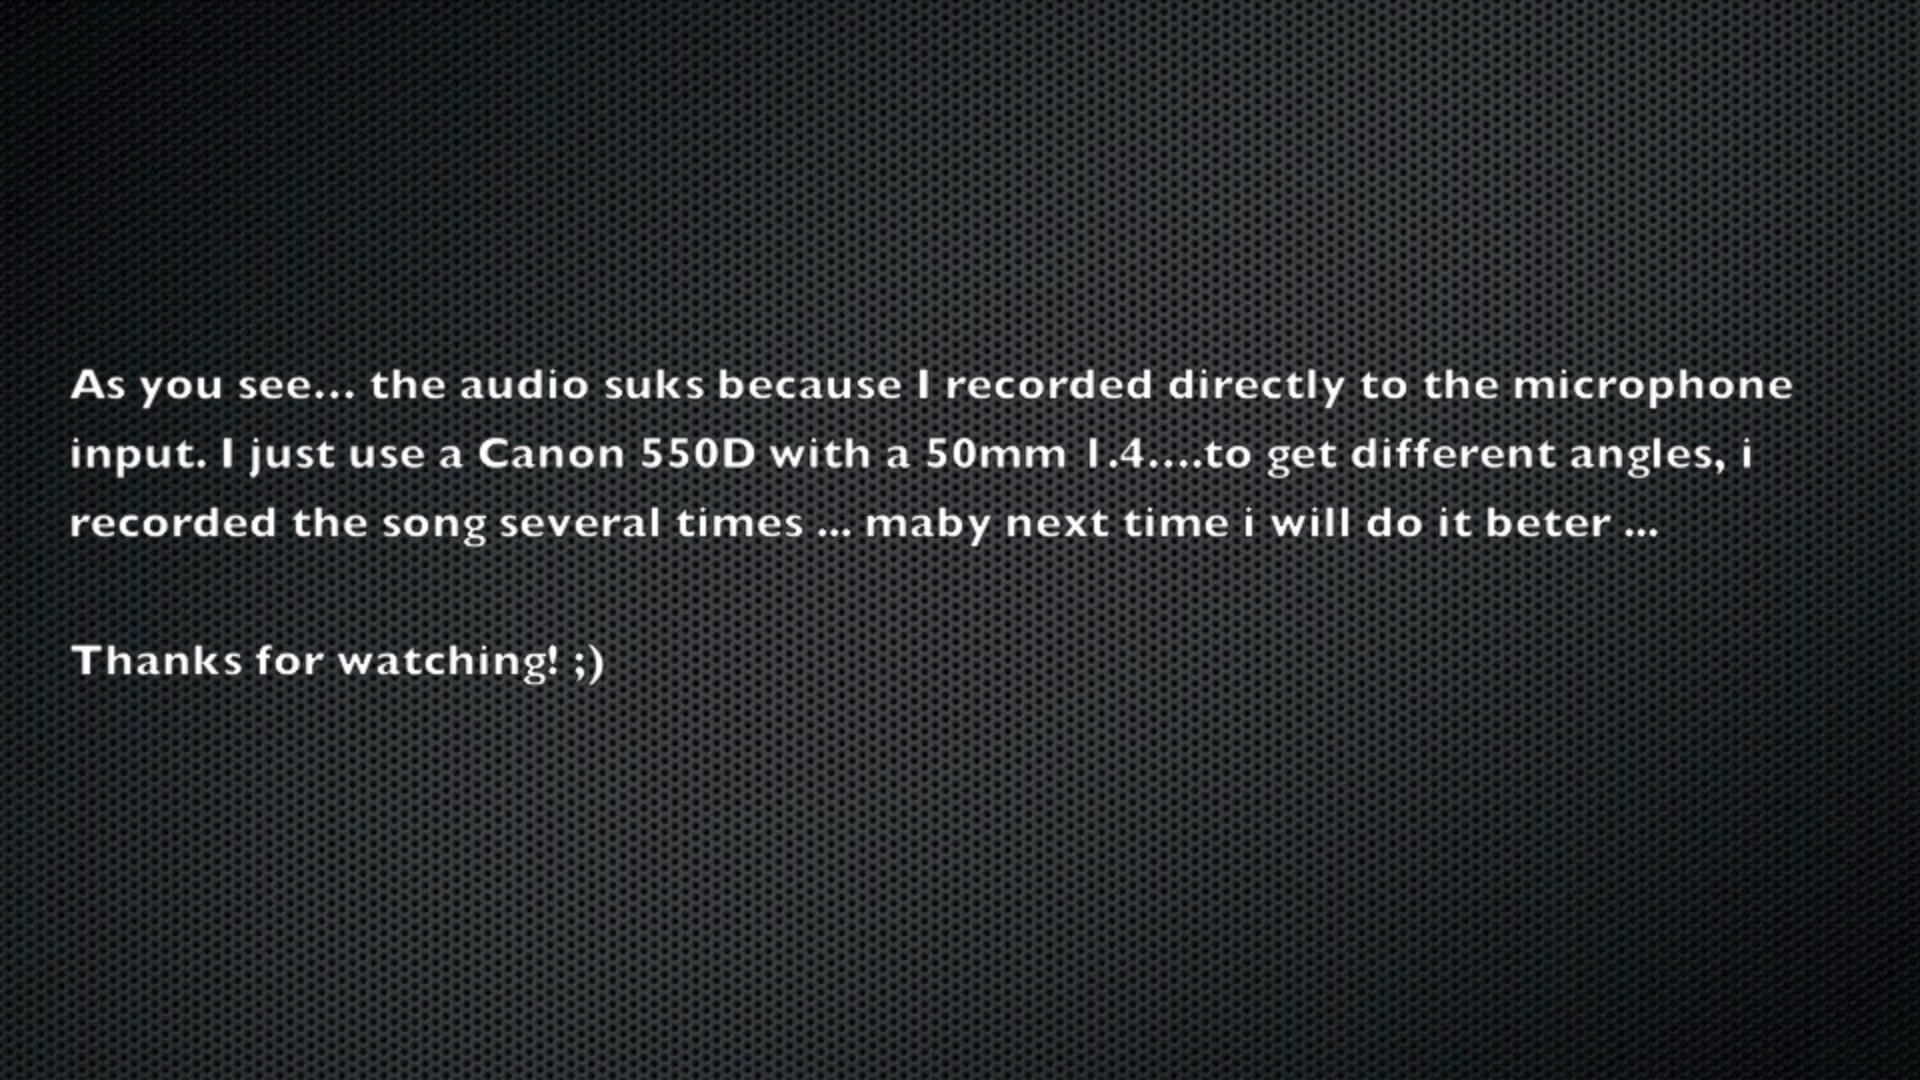 As you see... the audio suks because I recorded directly to the microphone
input. I just use a Canon 550D with a 50mm 1.4....to get different angles, i
recorded the song several times ... maby next time i will do it beter ...
Thanks for watching! ;)